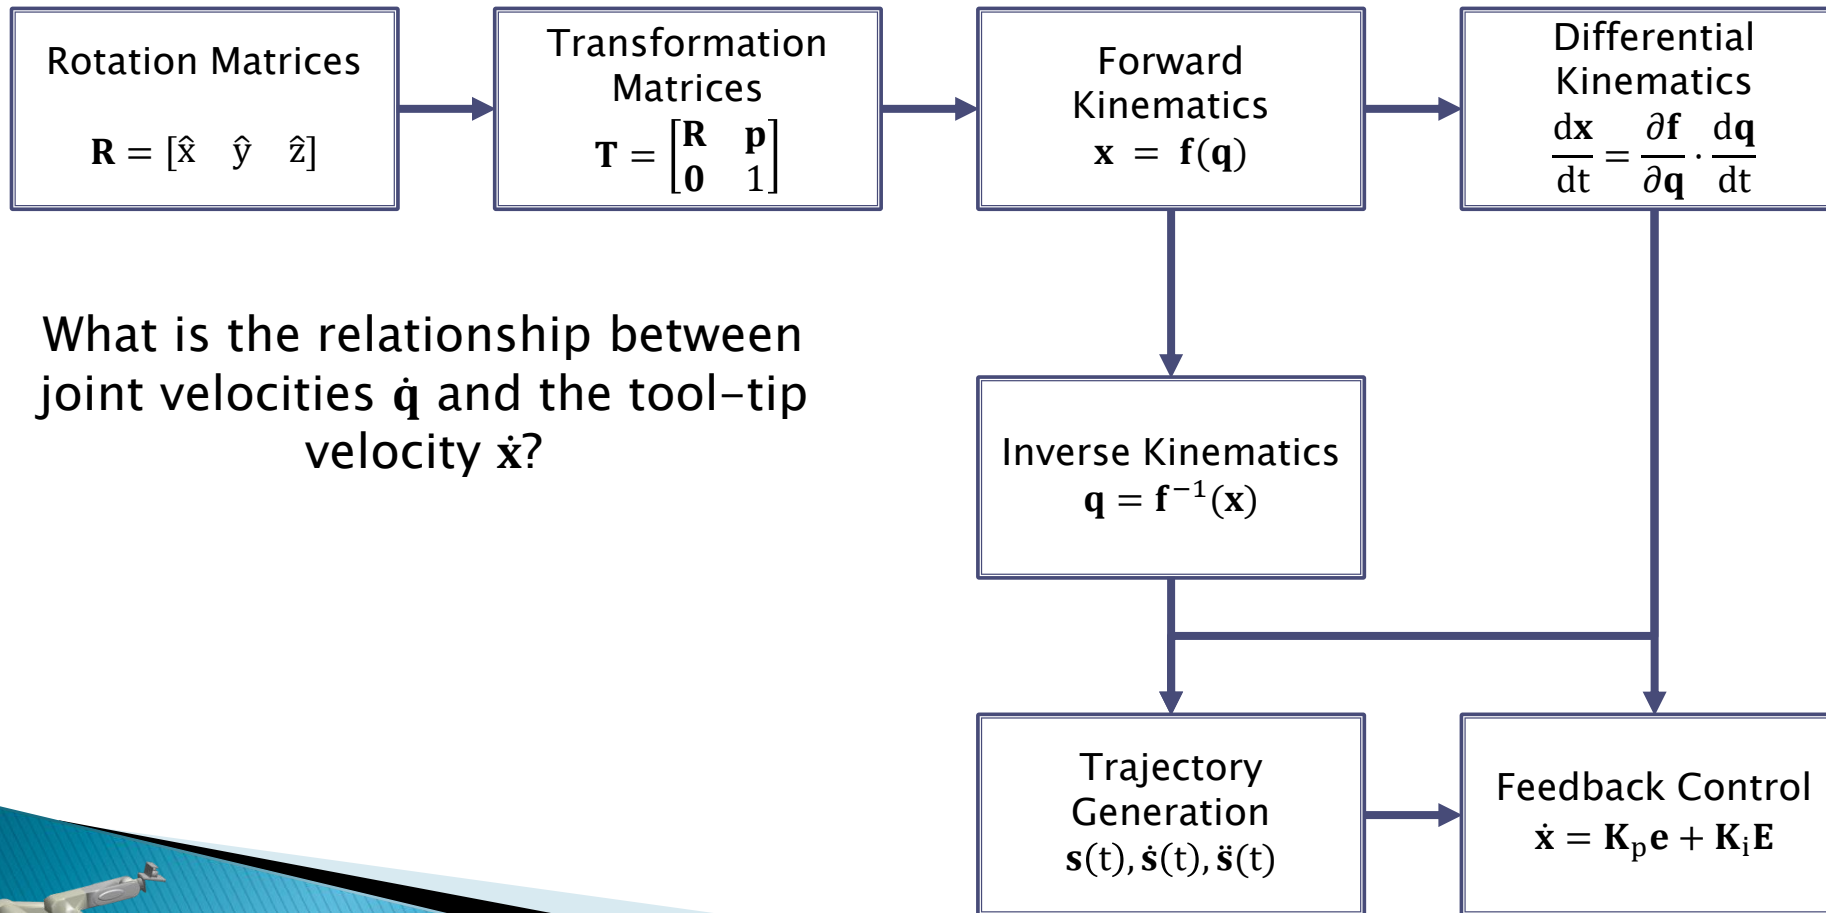 Rotation Matrices
𝐑 = [x̂ ŷ ẑ]
Transformation
Matrices
𝐓 = [𝐑 𝐩
𝟎 1]
Forward
Kinematics
𝐱 = 𝐟(𝐪)
Differential
Kinematics
d𝐱/dt = ∂𝐟/∂𝐪 · d𝐪/dt
What is the relationship between
joint velocities 𝐪̇ and the tool-tip
velocity 𝐱̇?
Inverse Kinematics
𝐪 = 𝐟⁻¹(𝐱)
Trajectory
Generation
𝐬(t), 𝐬̇(t), 𝐬̈(t)
Feedback Control
𝐱̇ = 𝐊ₚ𝐞 + 𝐊ᵢ𝐄